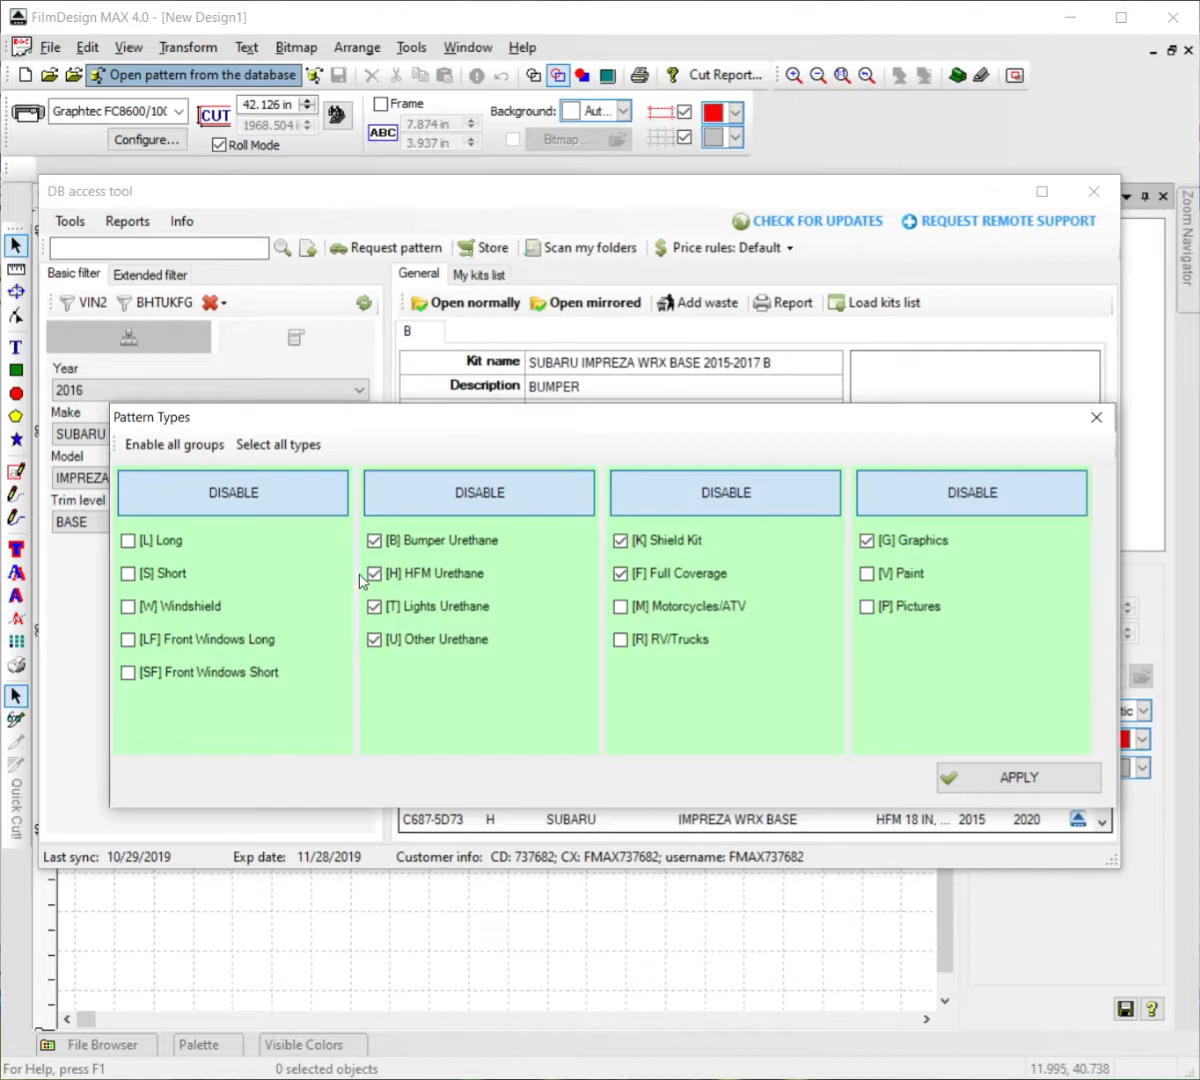 FilmDesign MAX 4.0 - [New Design1]
File Edit View Transform Text Bitmap Arrange Tools Window Help
Open pattern from the database Cut Report...
Graphtec FC8600/100 CUT 42.126 in Frame Background: Aut...
1968.504 i ABC 7.874 in
Configure... Roll Mode 3.937 in Bitmap...
DB access tool
Tools Reports Info CHECK FOR UPDATES REQUEST REMOTE SUPPORT
Request pattern Store Scan my folders Price rules: Default
Basic filter Extended filter General My kits list
VIN2 BHTUKFG Open normally Open mirrored Add waste Report Load kits list
B
Year
2016
Make
SUBARU
Model
IMPREZA
Trim level
BASE
Kit name SUBARU IMPREZA WRX BASE 2015-2017 B
Description BUMPER
Pattern Types
Enable all groups Select all types
DISABLE DISABLE DISABLE DISABLE
[L] Long [B] Bumper Urethane [K] Shield Kit [G] Graphics
[S] Short [H] HFM Urethane [F] Full Coverage [V] Paint
[W] Windshield [T] Lights Urethane [M] Motorcycles/ATV [P] Pictures
[LF] Front Windows Long [U] Other Urethane [R] RV/Trucks
[SF] Front Windows Short
APPLY
C687-5D73 H SUBARU IMPREZA WRX BASE HFM 18 IN, ... 2015 2020
Last sync: 10/29/2019 Exp date: 11/28/2019 Customer info: CD: 737682; CX: FMAX737682; username: FMAX737682
Zoom Navigator
tic
Quick Cut!
File Browser Palette Visible Colors
For Help, press F1 0 selected objects 11.995, 40.738